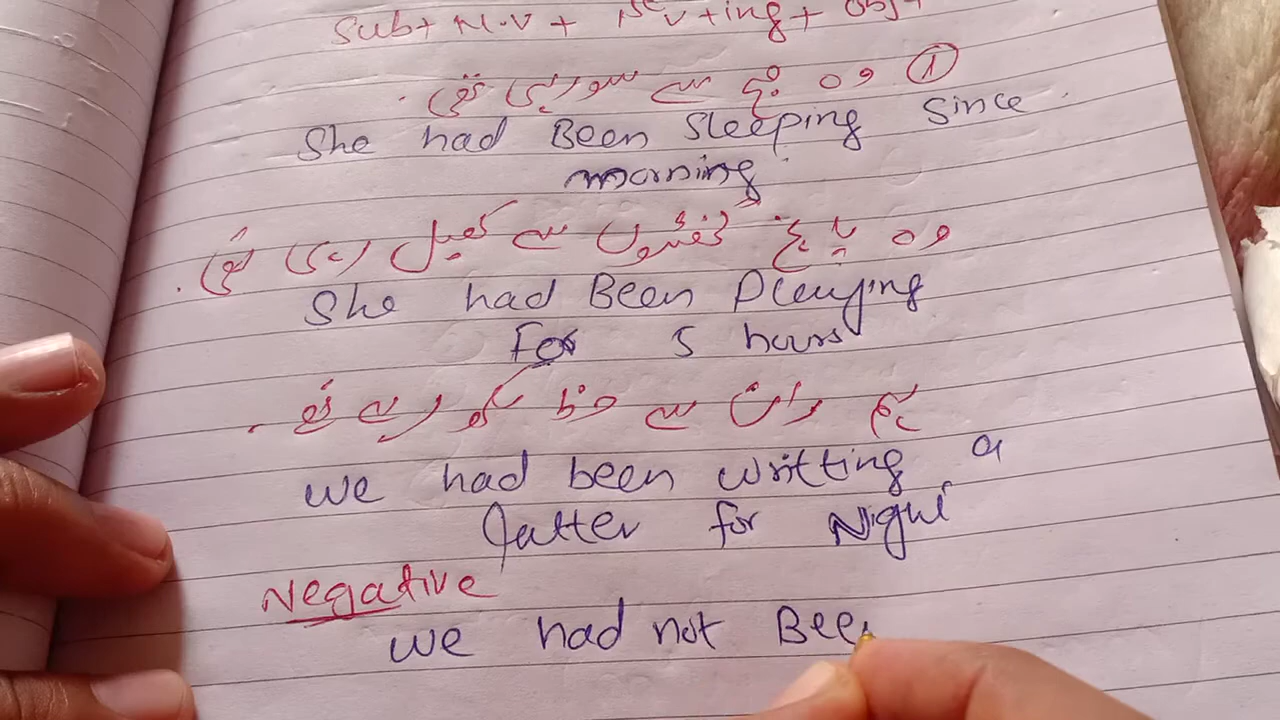 Sub+ H.V + Ist V +ing + Obj+
① وہ صبح سے سو رہی تھی .
She had Been Sleeping Since .
morning
وہ پانچ گھنٹوں سے کھیل رہی تھی .
She had Been Pleaying
For 5 hours
ہم رات سے خط لکھ رہے تھے .
we had been writting a
latter for Night
Negative
we had not Bee